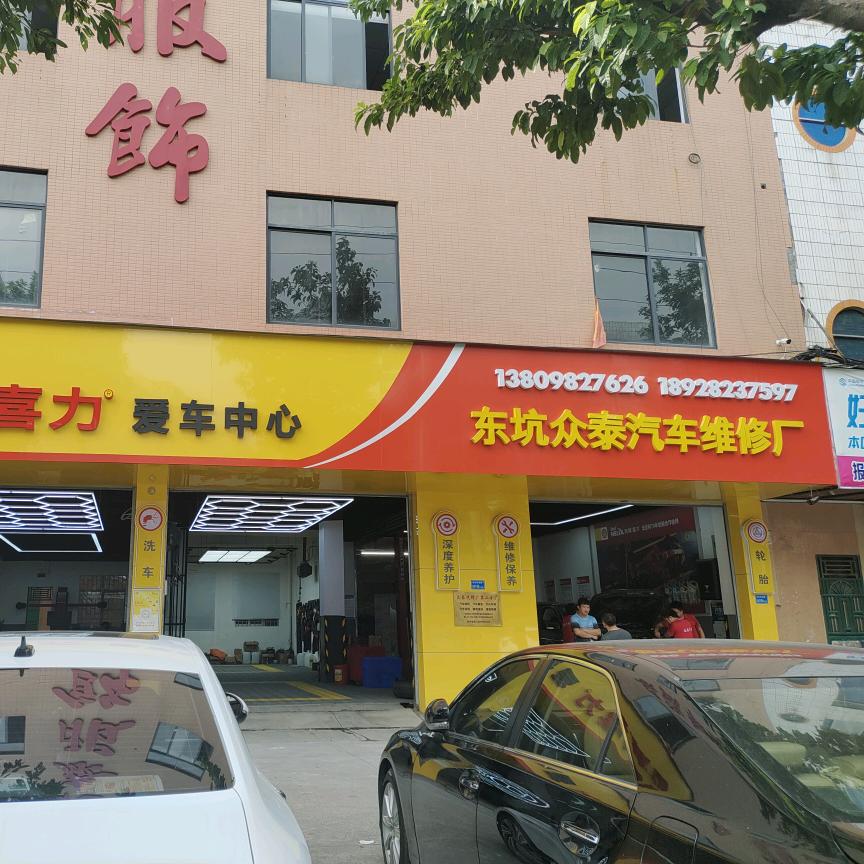 服
飾
喜力® 爱车中心
13809827626 18928237597
东坑众泰汽车维修厂
洗车
深度养护
维修保养
轮胎